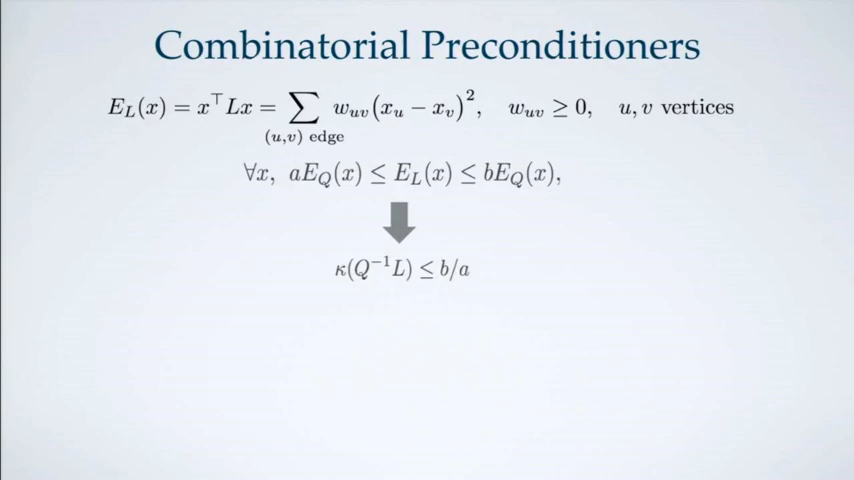 Combinatorial Preconditioners
E_L(x) = x^⊤Lx = ∑_{(u,v) edge} w_{uv}(x_u − x_v)^2, w_{uv} ≥ 0, u, v vertices
∀x, aE_Q(x) ≤ E_L(x) ≤ bE_Q(x),
κ(Q^{−1}L) ≤ b/a